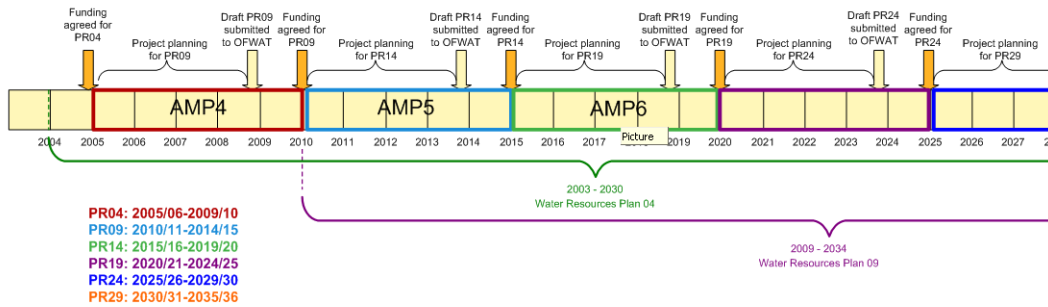 Funding
agreed for
PR04
Project planning
for PR09
Draft PR09
submitted
to OFWAT
Funding
agreed for
PR09
Project planning
for PR14
Draft PR14
submitted
to OFWAT
Funding
agreed for
PR14
Project planning
for PR19
Draft PR19
submitted
to OFWAT
Funding
agreed for
PR19
Project planning
for PR24
Draft PR24
submitted
to OFWAT
Funding
agreed for
PR24
Project planning
for PR29
AMP4
AMP5
AMP6
Picture
2004 2005 2006 2007 2008 2009 2010 2011 2012 2013 2014 2015 2016 2017 2019 2020 2021 2022 2023 2024 2025 2026 2027
2003 - 2030
Water Resources Plan 04
2009 - 2034
Water Resources Plan 09
PR04: 2005/06-2009/10
PR09: 2010/11-2014/15
PR14: 2015/16-2019/20
PR19: 2020/21-2024/25
PR24: 2025/26-2029/30
PR29: 2030/31-2035/36